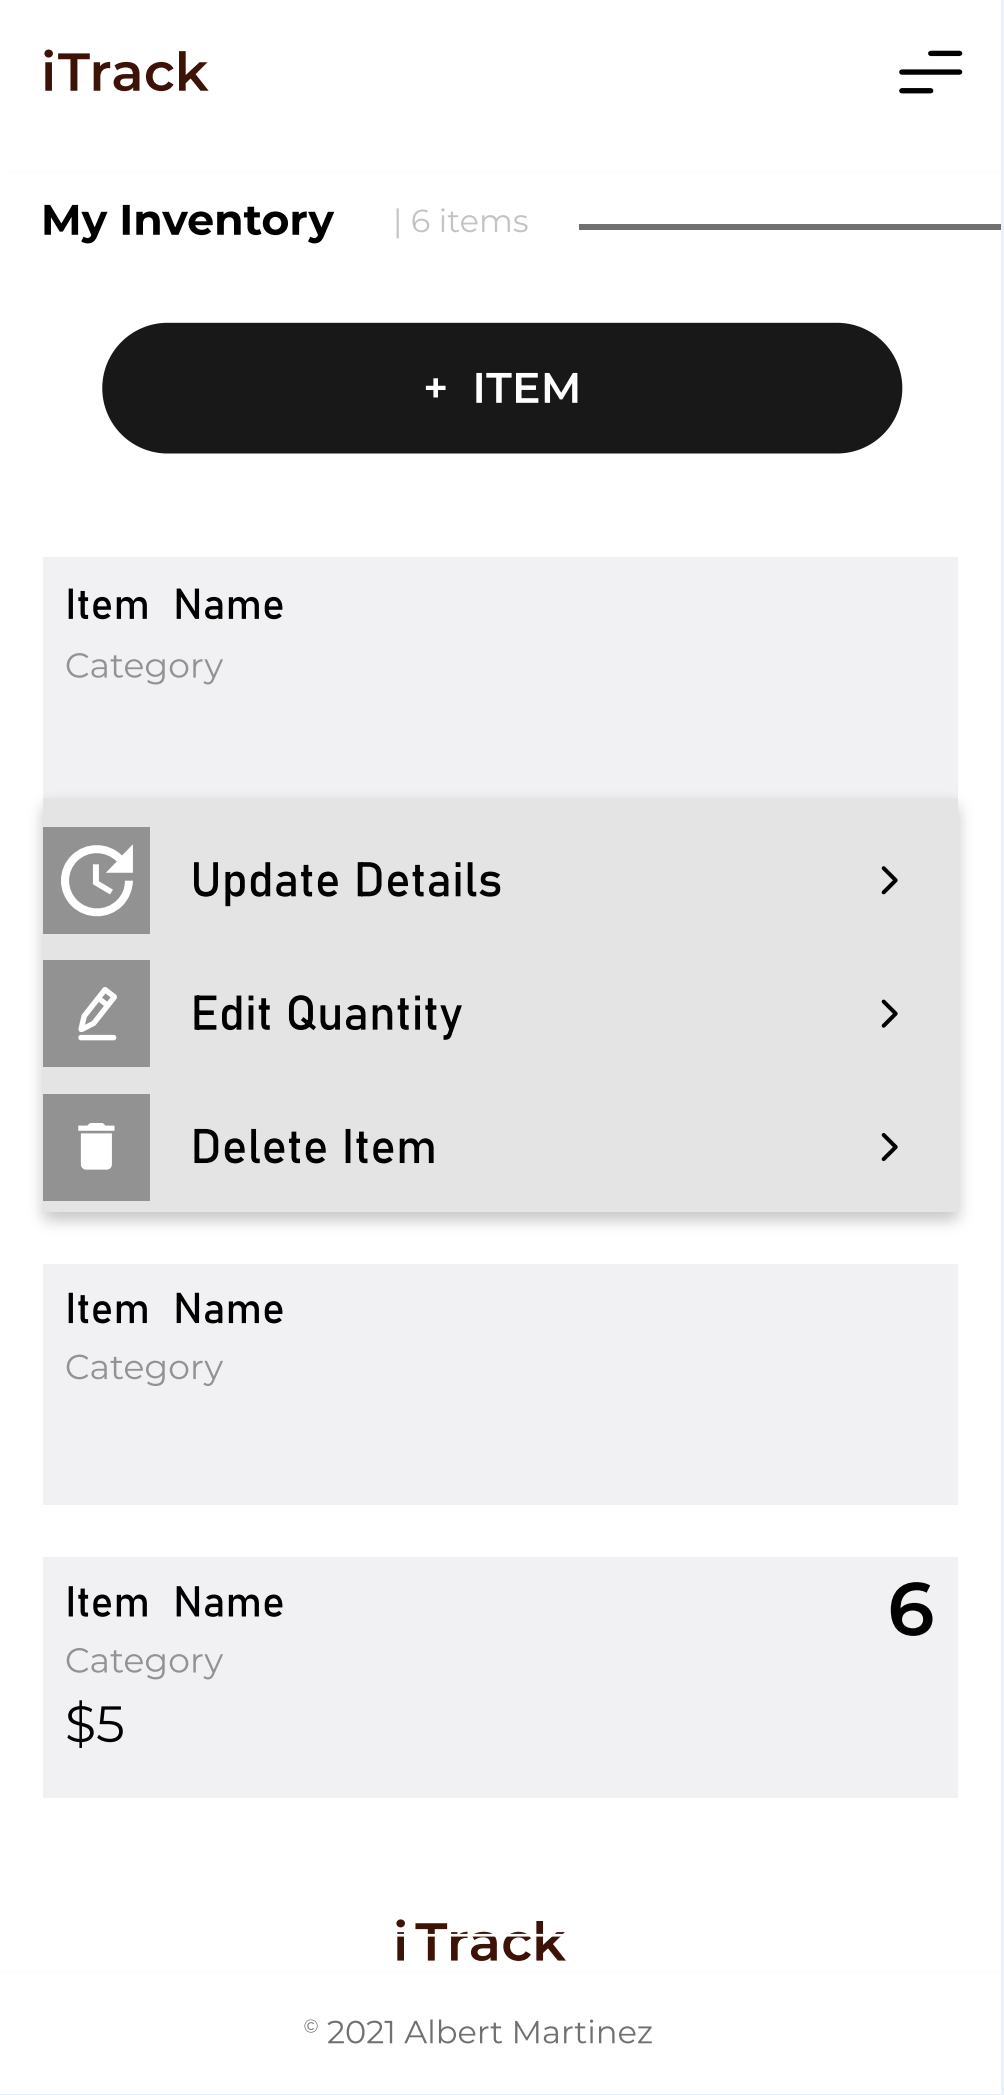 iTrack
My Inventory | 6 items
+ ITEM
Item Name
Category
Update Details
Edit Quantity
Delete Item
Item Name
Category
Item Name 6
Category
$5
iTrack
© 2021 Albert Martinez